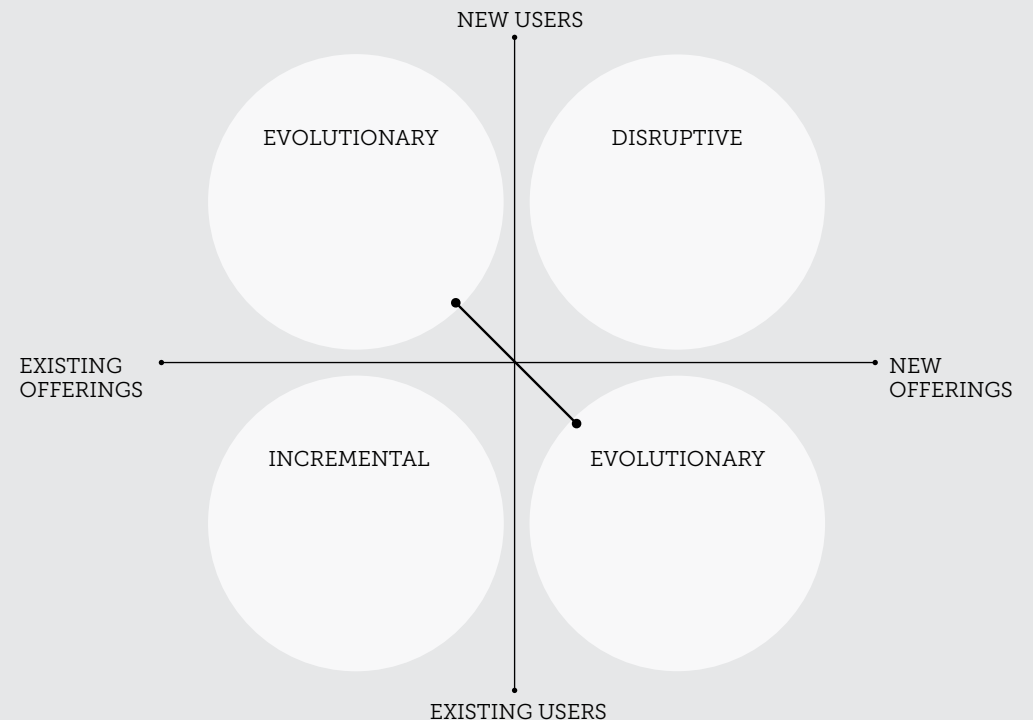 NEW USERS
EVOLUTIONARY
DISRUPTIVE
EXISTING
OFFERINGS
NEW
OFFERINGS
INCREMENTAL
EVOLUTIONARY
EXISTING USERS